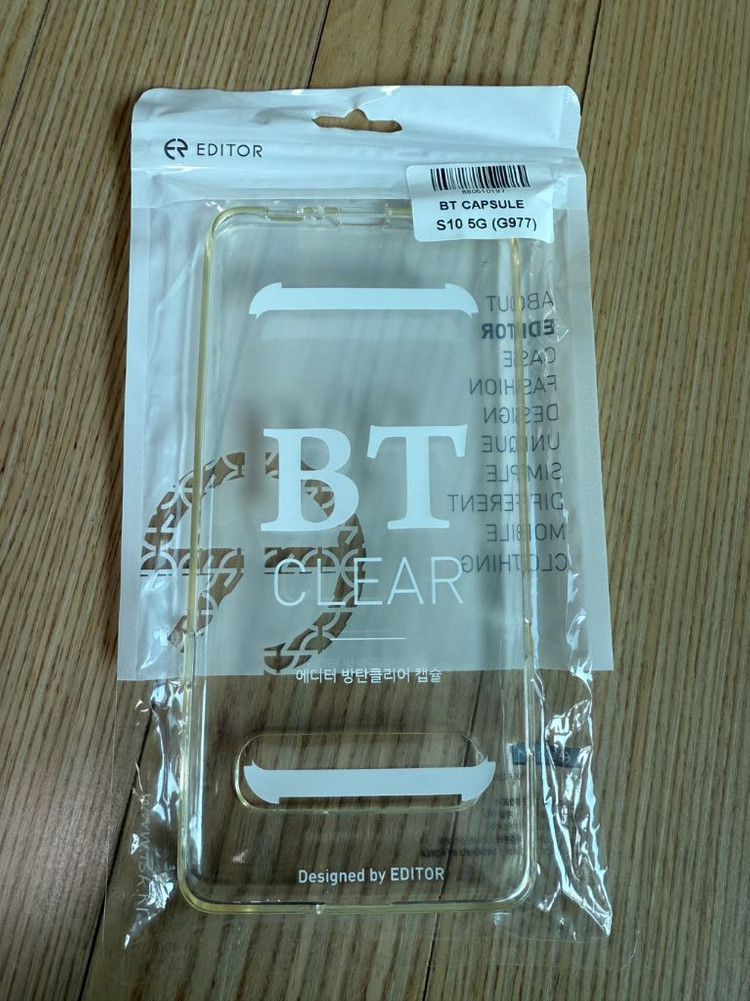 EDITOR
880510197
BT CAPSULE
S10 5G (G977)
ABOUT
EDITOR
CASE
FASHION
DESIGN
UNIQUE
SIMPLE
DIFFERENT
MOBILE
CLOTHING
BT
CLEAR
에디터 방탄클리어 캡슐
Designed by EDITOR